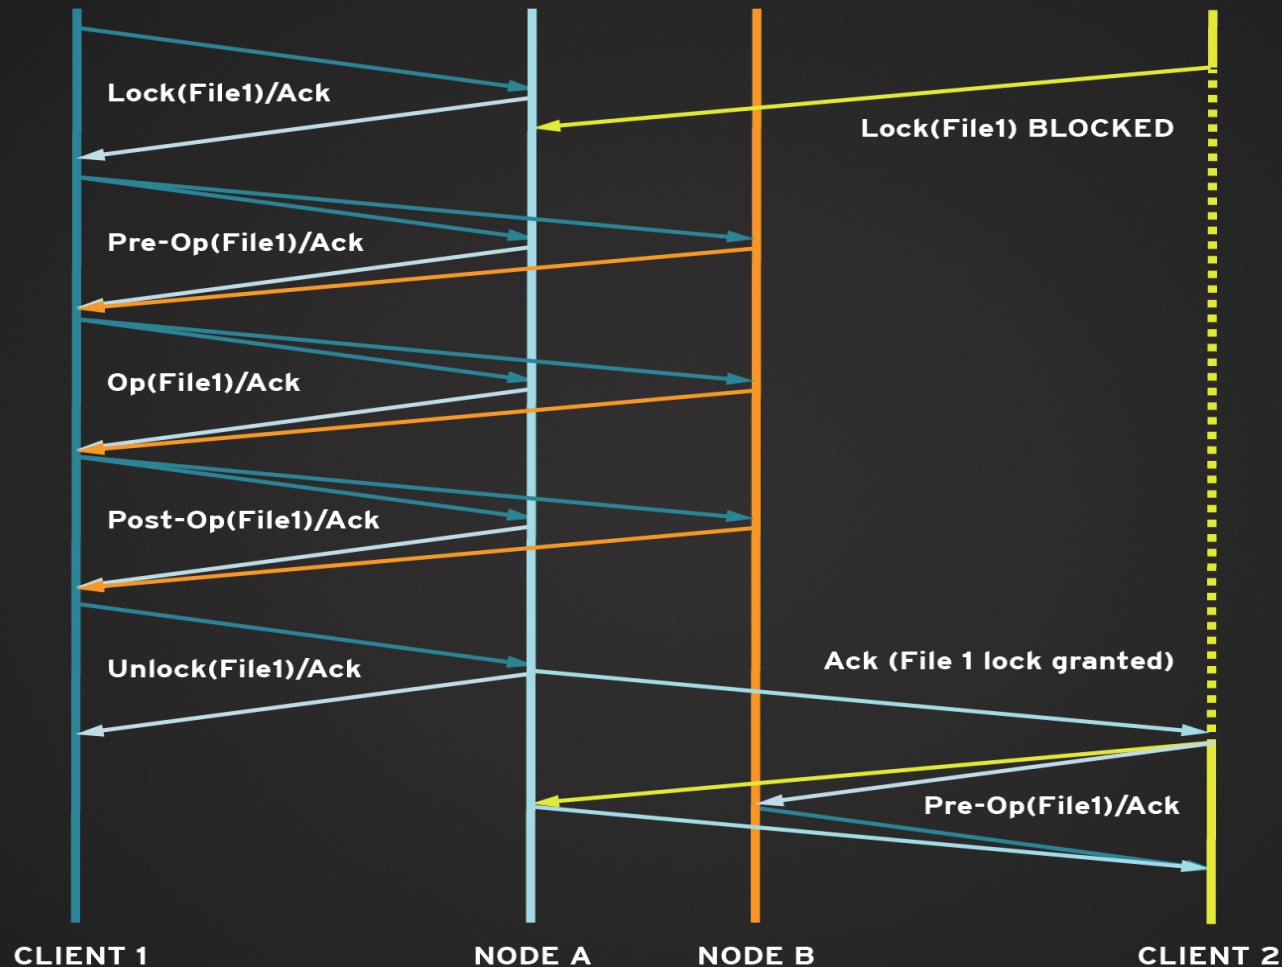 Lock(File1)/Ack
Lock(File1) BLOCKED
Pre-Op(File1)/Ack
Op(File1)/Ack
Post-Op(File1)/Ack
Unlock(File1)/Ack
Ack (File 1 lock granted)
Pre-Op(File1)/Ack
CLIENT 1
NODE A
NODE B
CLIENT 2